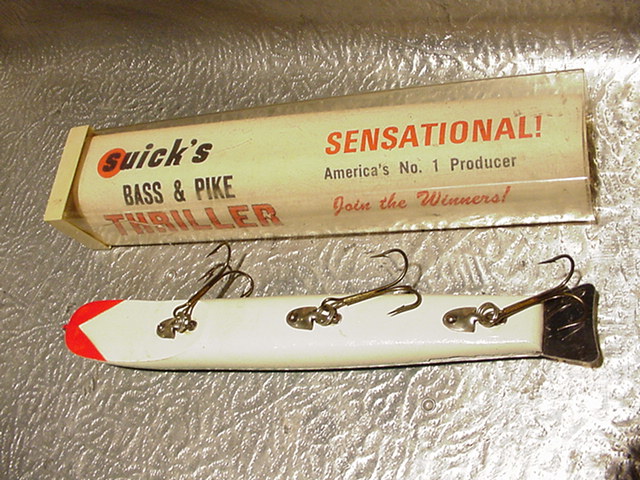 Suick's
BASS & PIKE
THRILLER
SENSATIONAL!
America's No. 1 Producer
Join the Winners!